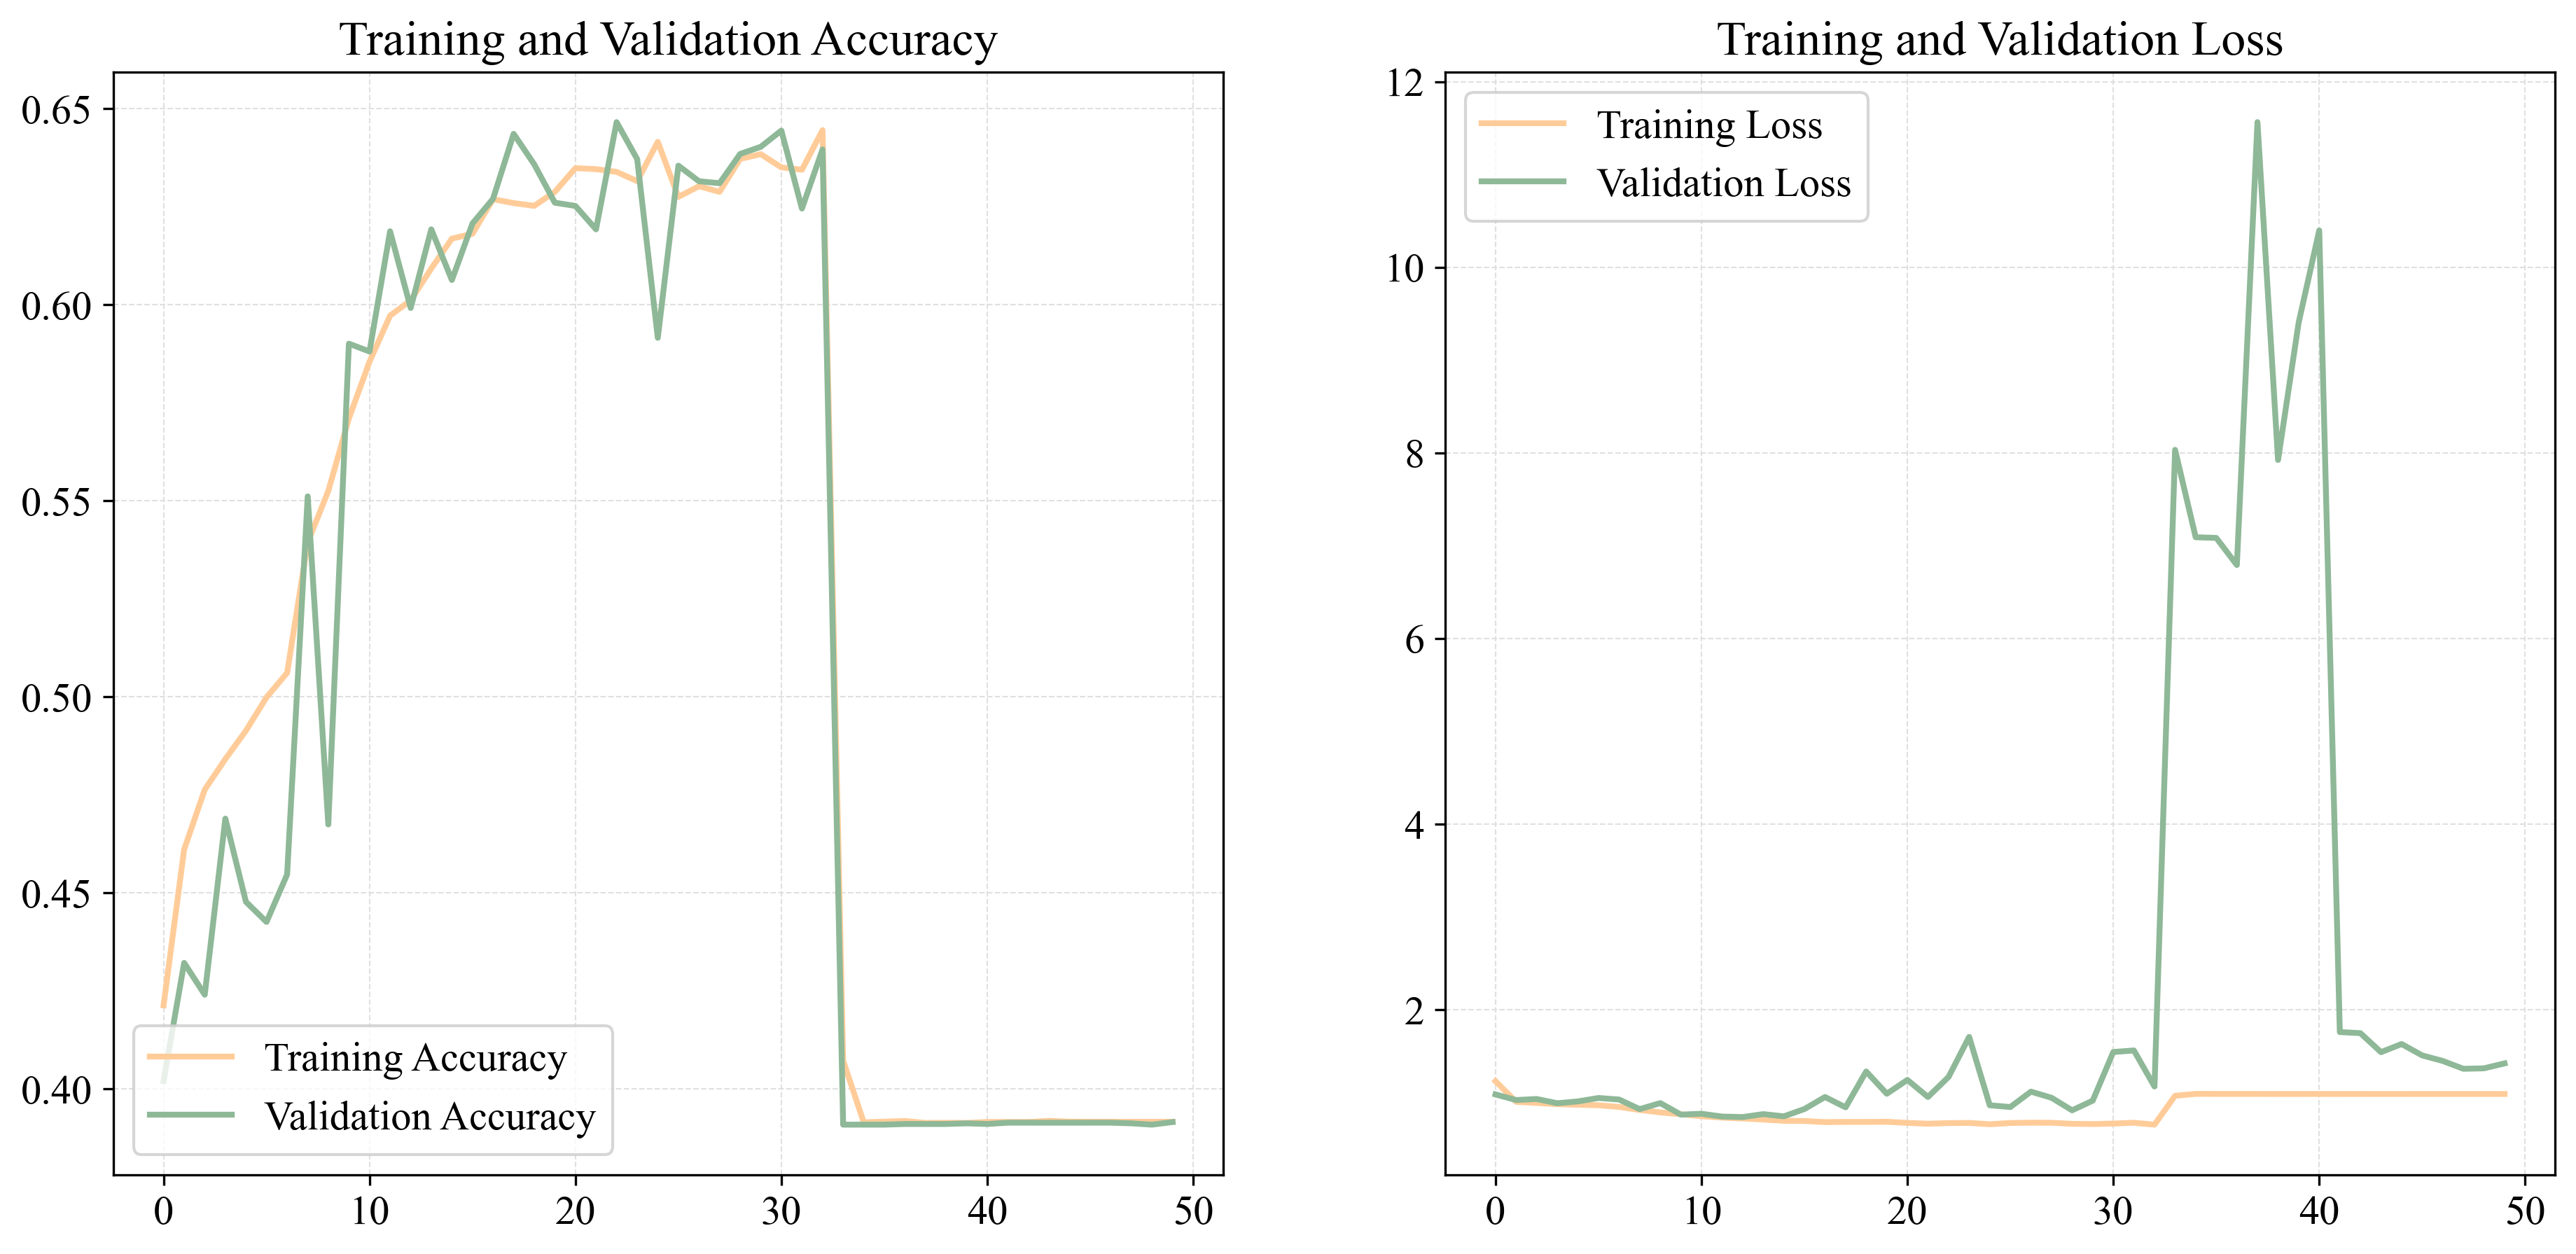 Training and Validation Accuracy
0.65
0.60
0.55
0.50
0.45
0.40
Training Accuracy
Validation Accuracy
0 10 20 30 40 50
Training and Validation Loss
12
10
8
6
4
2
Training Loss
Validation Loss
0 10 20 30 40 50